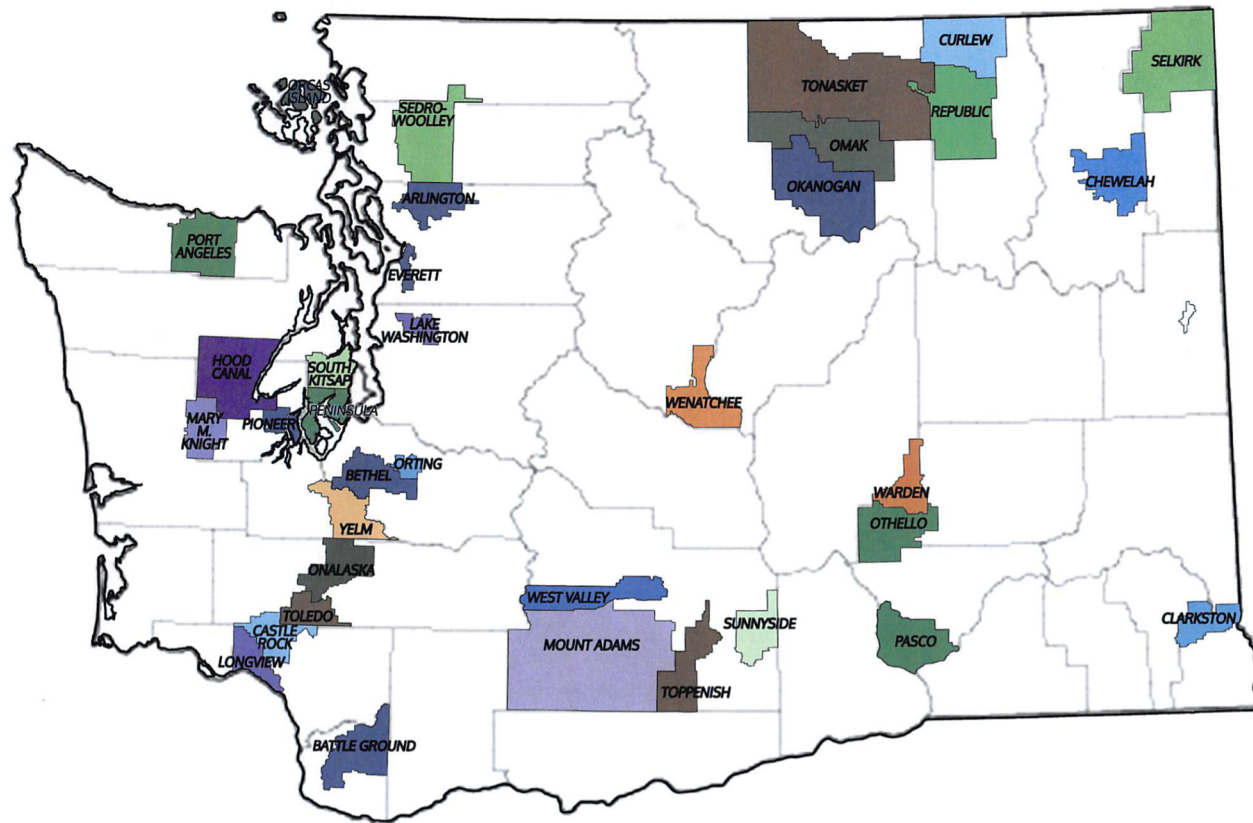 CURLEW
SELKIRK
ORCAS
ISLAND
TONASKET
SEDRO-
WOOLLEY
REPUBLIC
OMAK
CHEWELAH
OKANOGAN
ARLINGTON
PORT
ANGELES
EVERETT
LAKE
WASHINGTON
HOOD
CANAL
SOUTH
KITSAP
WENATCHEE
PENINSULA
MARY
M.
KNIGHT
PIONEER
ORTING
BETHEL
WARDEN
OTHELLO
YELM
ONALASKA
WEST VALLEY
TOLEDO
SUNNYSIDE
CLARKSTON
CASTLE
ROCK
MOUNT ADAMS
PASCO
LONGVIEW
TOPPENISH
BATTLE GROUND